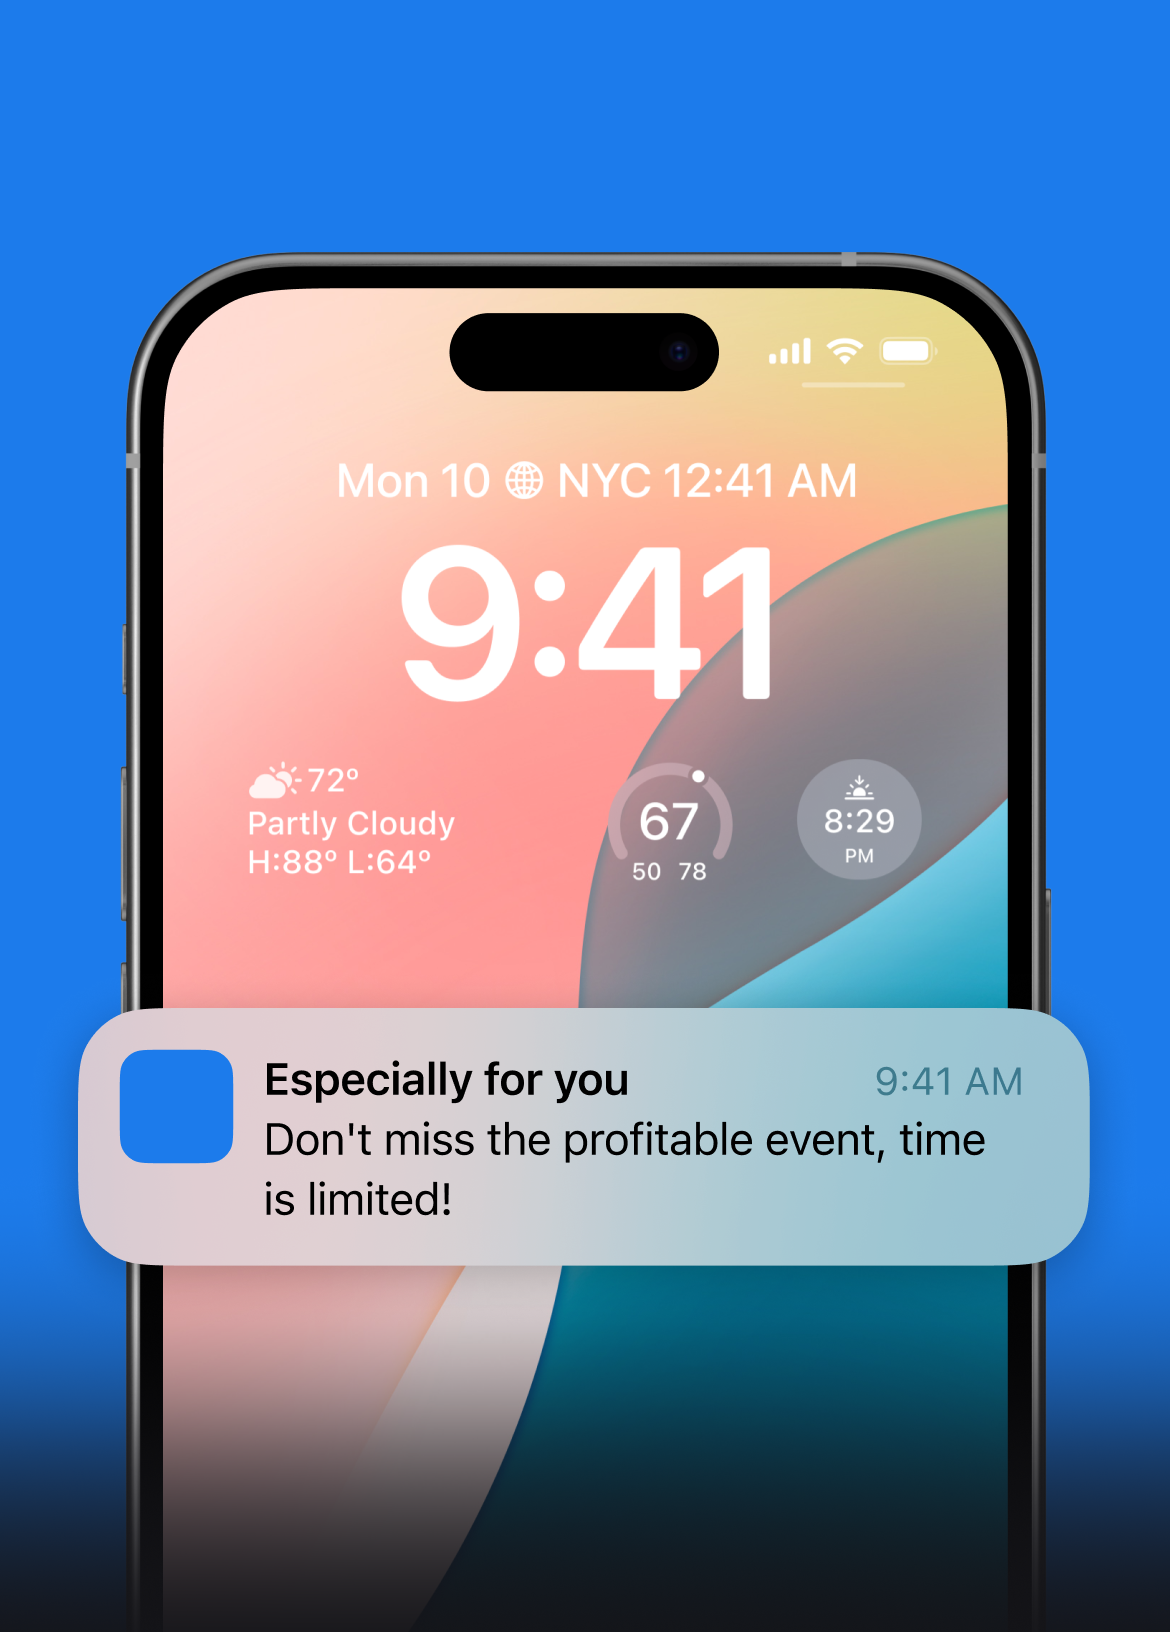 Mon 10 NYC 12:41 AM
9:41
72°
Partly Cloudy
H:88° L:64°
67
50 78
8:29
PM
Especially for you
9:41 AM
Don't miss the profitable event, time
is limited!